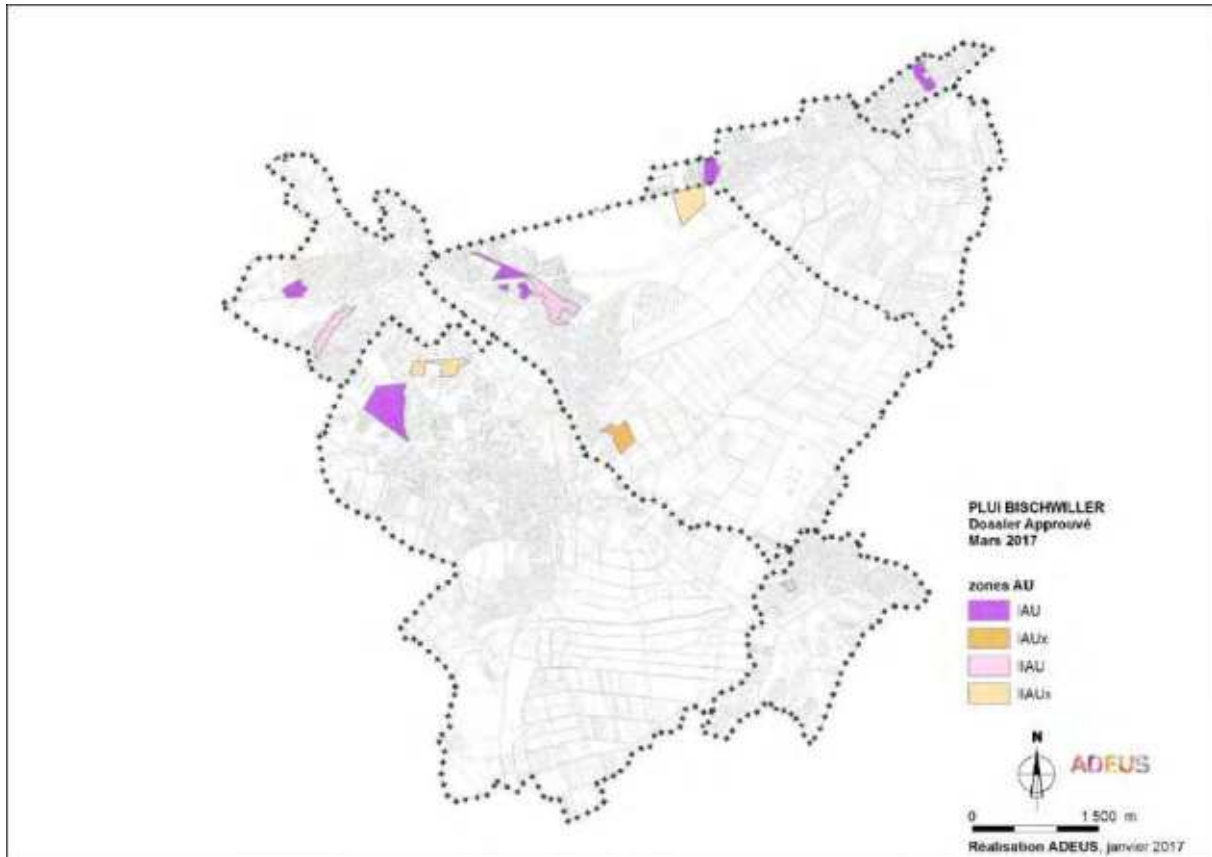 PLUi BISCHWILLER
Dossier Approuvé
Mars 2017
zones AU
IAU
IAUx
IIAU
IIAUx
N
ADEUS
0 1 500 m
Réalisation ADEUS, janvier 2017